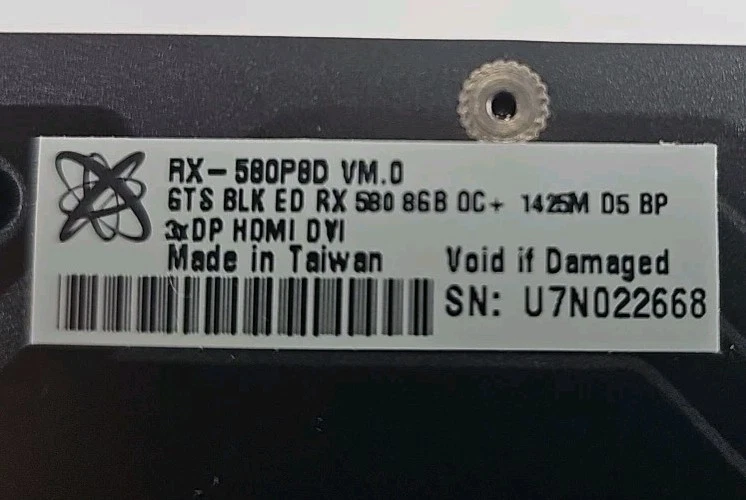 RX-580P8D VM.0
GTS BLK ED RX 580 8GB OC+ 1425M D5 BP
3xDP HDMI DVI
Made in Taiwan
Void if Damaged
SN: U7N022668